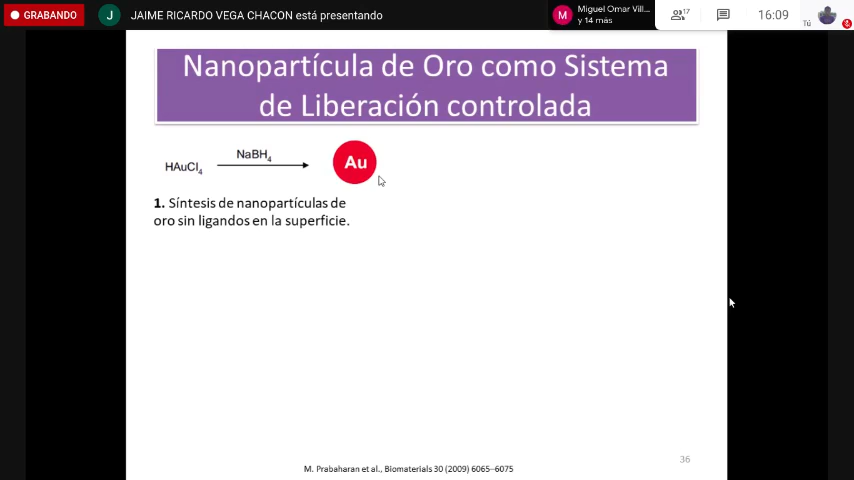 GRABANDO
J
JAIME RICARDO VEGA CHACON está presentando
M
Miguel Omar Vill...
y 14 más
17
16:09
Tú
Nanopartícula de Oro como Sistema
de Liberación controlada
HAuCl4
NaBH4
Au
1. Síntesis de nanopartículas de
oro sin ligandos en la superficie.
36
M. Prabaharan et al., Biomaterials 30 (2009) 6065–6075